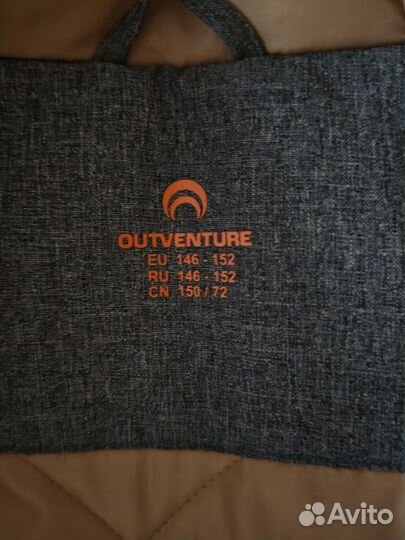 OUTVENTURE
EU 146 - 152
RU 146 - 152
CN 150 / 72
Avito